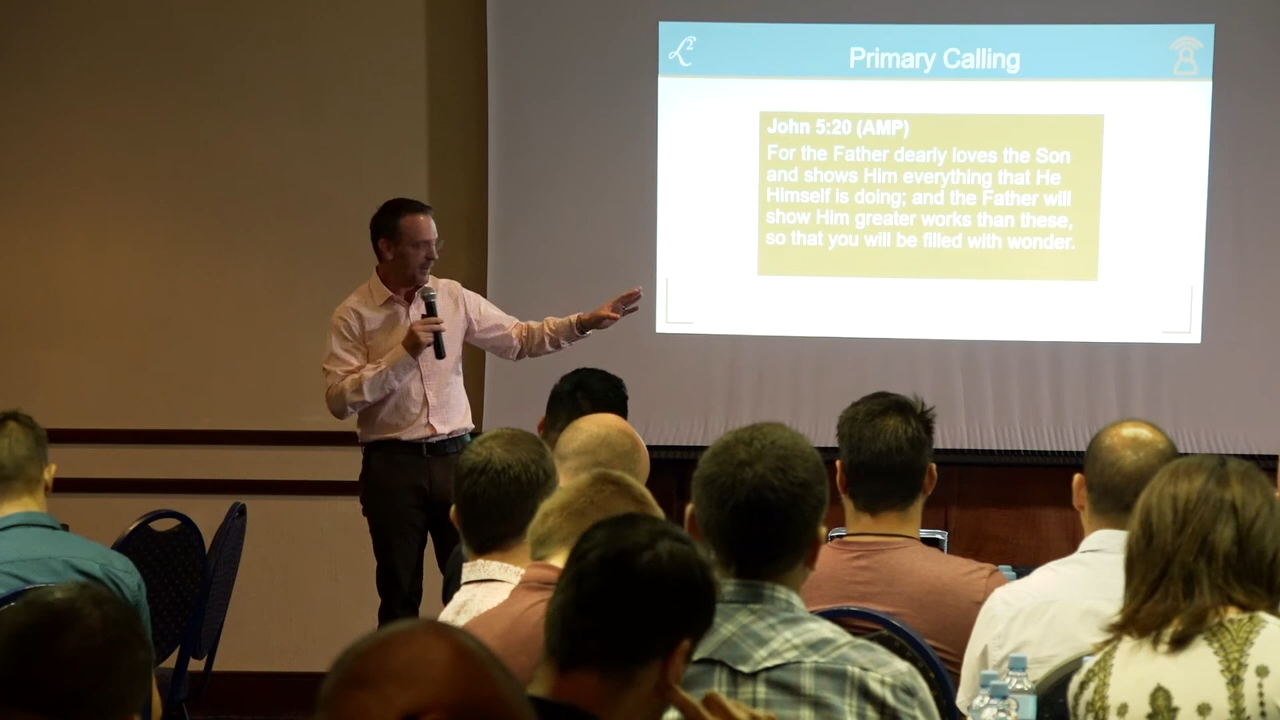 L²
Primary Calling
John 5:20 (AMP)
For the Father dearly loves the Son
and shows Him everything that He
Himself is doing; and the Father will
show Him greater works than these,
so that you will be filled with wonder.